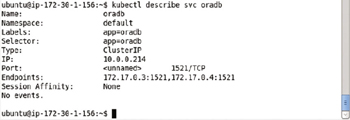 ubuntu@ip-172-30-1-156:~$ kubectl describe svc oradb
Name: oradb
Namespace: default
Labels: app=oradb
Selector: app=oradb
Type: ClusterIP
IP: 10.0.0.214
Port: <unnamed> 1521/TCP
Endpoints: 172.17.0.3:1521,172.17.0.4:1521
Session Affinity: None
No events.
ubuntu@ip-172-30-1-156:~$